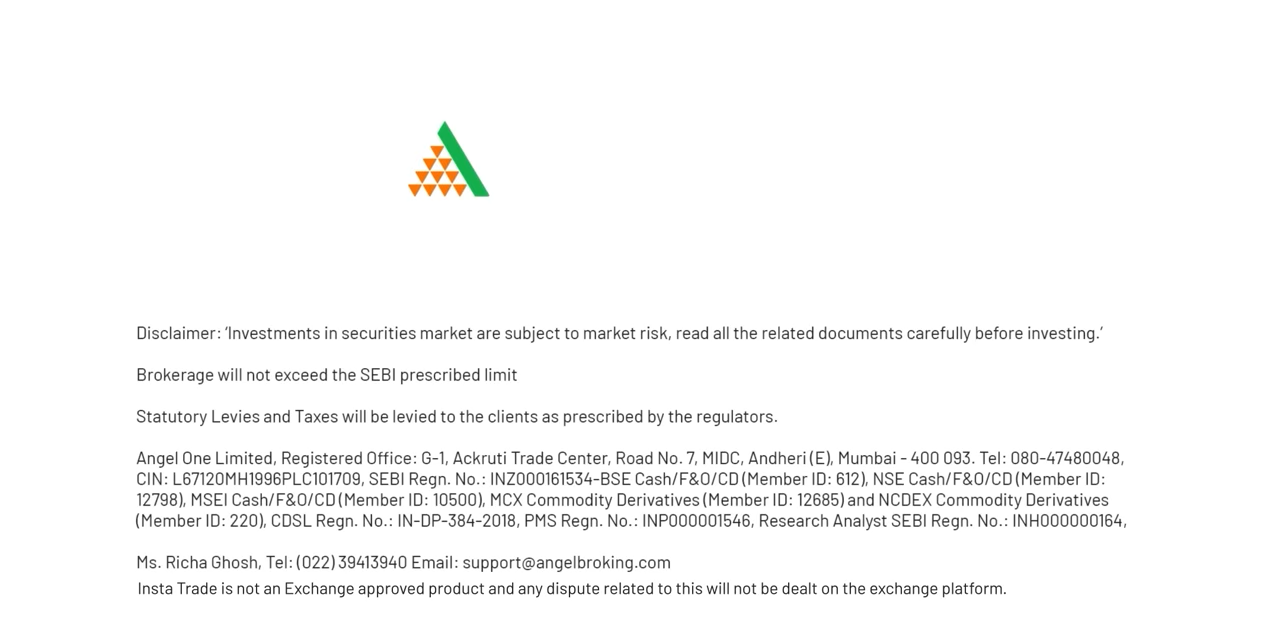 Disclaimer: ‘Investments in securities market are subject to market risk, read all the related documents carefully before investing.’
Brokerage will not exceed the SEBI prescribed limit
Statutory Levies and Taxes will be levied to the clients as prescribed by the regulators.
Angel One Limited, Registered Office: G-1, Ackruti Trade Center, Road No. 7, MIDC, Andheri (E), Mumbai - 400 093. Tel: 080-47480048,
CIN: L67120MH1996PLC101709, SEBI Regn. No.: INZ000161534-BSE Cash/F&O/CD (Member ID: 612), NSE Cash/F&O/CD (Member ID:
12798), MSEI Cash/F&O/CD (Member ID: 10500), MCX Commodity Derivatives (Member ID: 12685) and NCDEX Commodity Derivatives
(Member ID: 220), CDSL Regn. No.: IN-DP-384-2018, PMS Regn. No.: INP000001546, Research Analyst SEBI Regn. No.: INH000000164,
Ms. Richa Ghosh, Tel: (022) 39413940 Email: support@angelbroking.com
Insta Trade is not an Exchange approved product and any dispute related to this will not be dealt on the exchange platform.